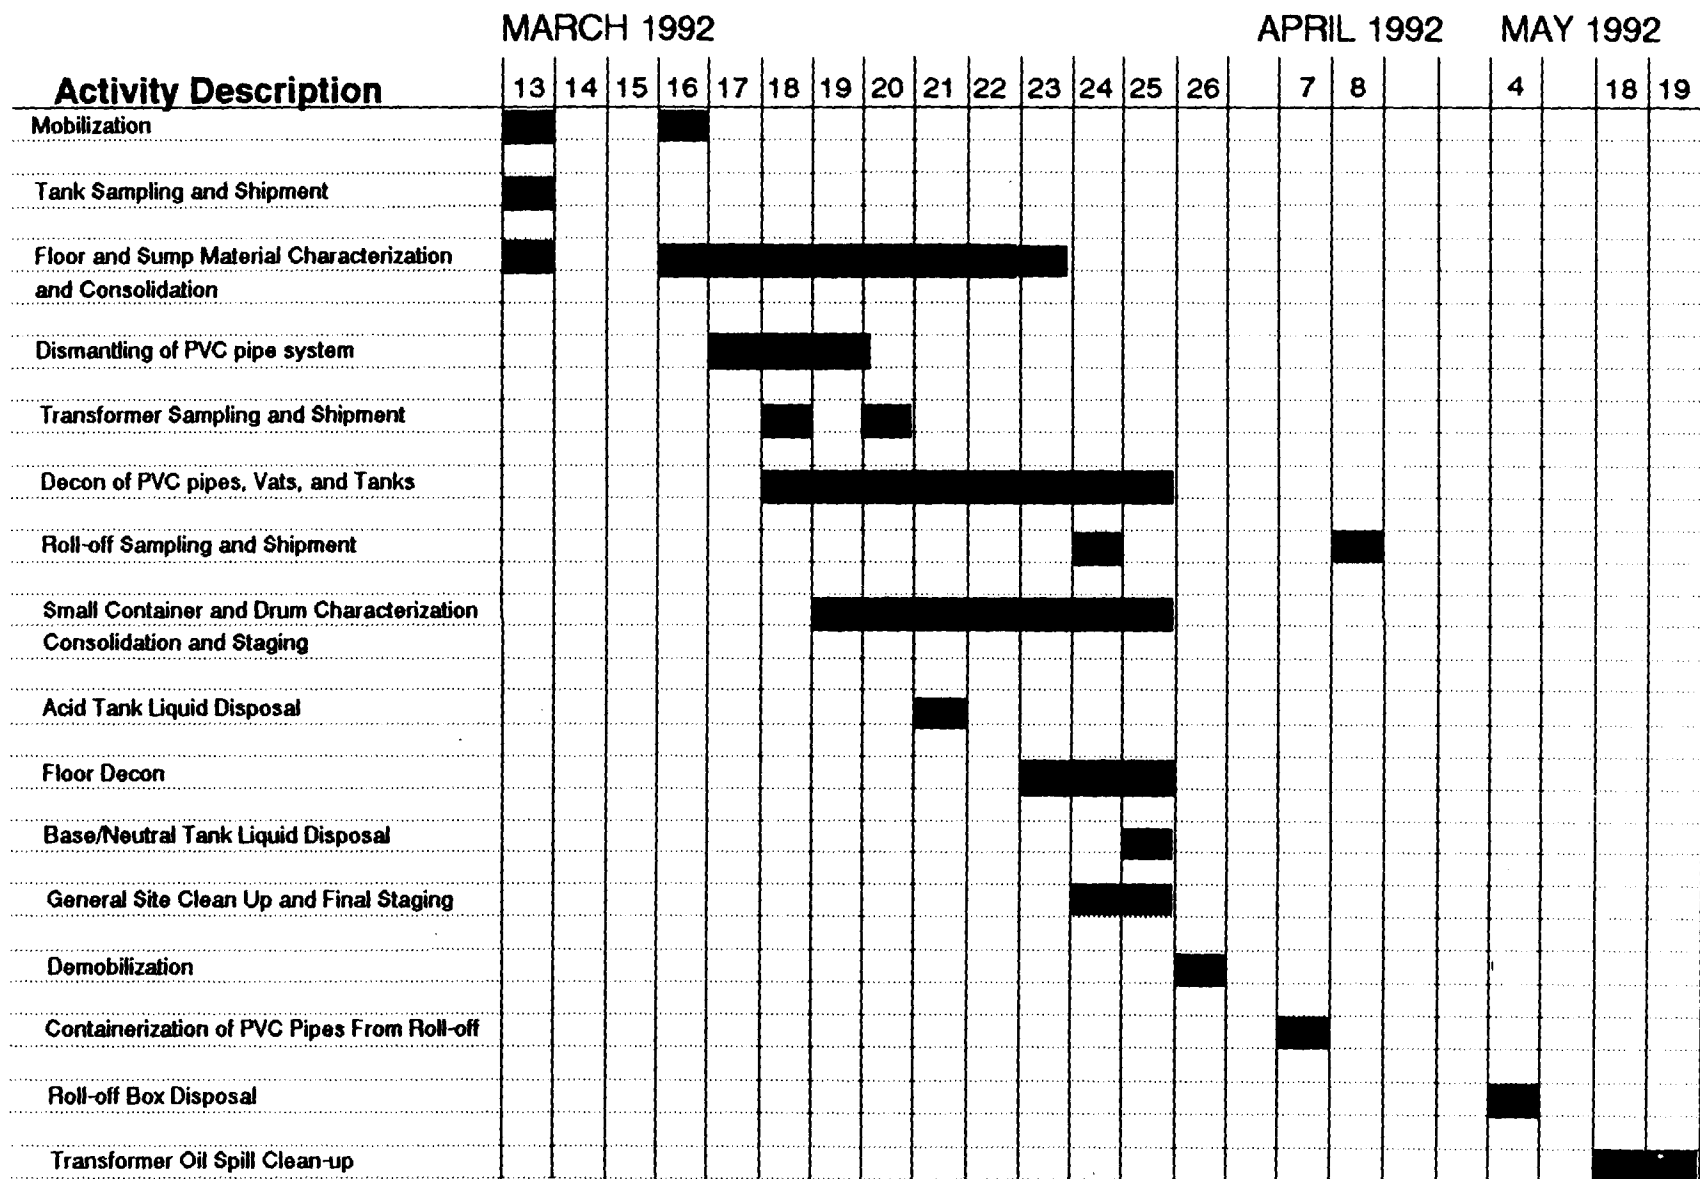 MARCH 1992 APRIL 1992 MAY 1992
Activity Description 13 14 15 16 17 18 19 20 21 22 23 24 25 26 7 8 4 18 19
Mobilization
Tank Sampling and Shipment
Floor and Sump Material Characterization
and Consolidation
Dismantling of PVC pipe system
Transformer Sampling and Shipment
Decon of PVC pipes, Vats, and Tanks
Roll-off Sampling and Shipment
Small Container and Drum Characterization
Consolidation and Staging
Acid Tank Liquid Disposal
Floor Decon
Base/Neutral Tank Liquid Disposal
General Site Clean Up and Final Staging
Demobilization
Containerization of PVC Pipes From Roll-off
Roll-off Box Disposal
Transformer Oil Spill Clean-up